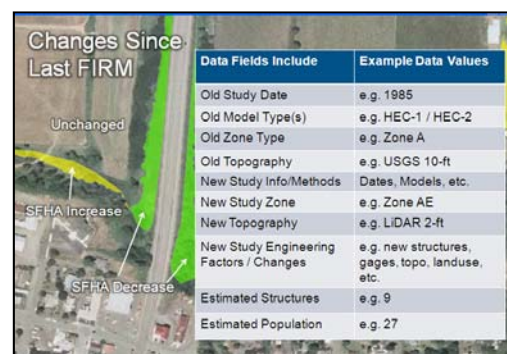 Changes Since
Last FIRM
Unchanged
SFHA Increase
SFHA Decrease
Data Fields Include Example Data Values
Old Study Date e.g. 1985
Old Model Type(s) e.g. HEC-1 / HEC-2
Old Zone Type e.g. Zone A
Old Topography e.g. USGS 10-ft
New Study Info/Methods Dates, Models, etc.
New Study Zone e.g. Zone AE
New Topography e.g. LiDAR 2-ft
New Study Engineering e.g. new structures,
Factors / Changes gages, topo, landuse,
etc.
Estimated Structures e.g. 9
Estimated Population e.g. 27